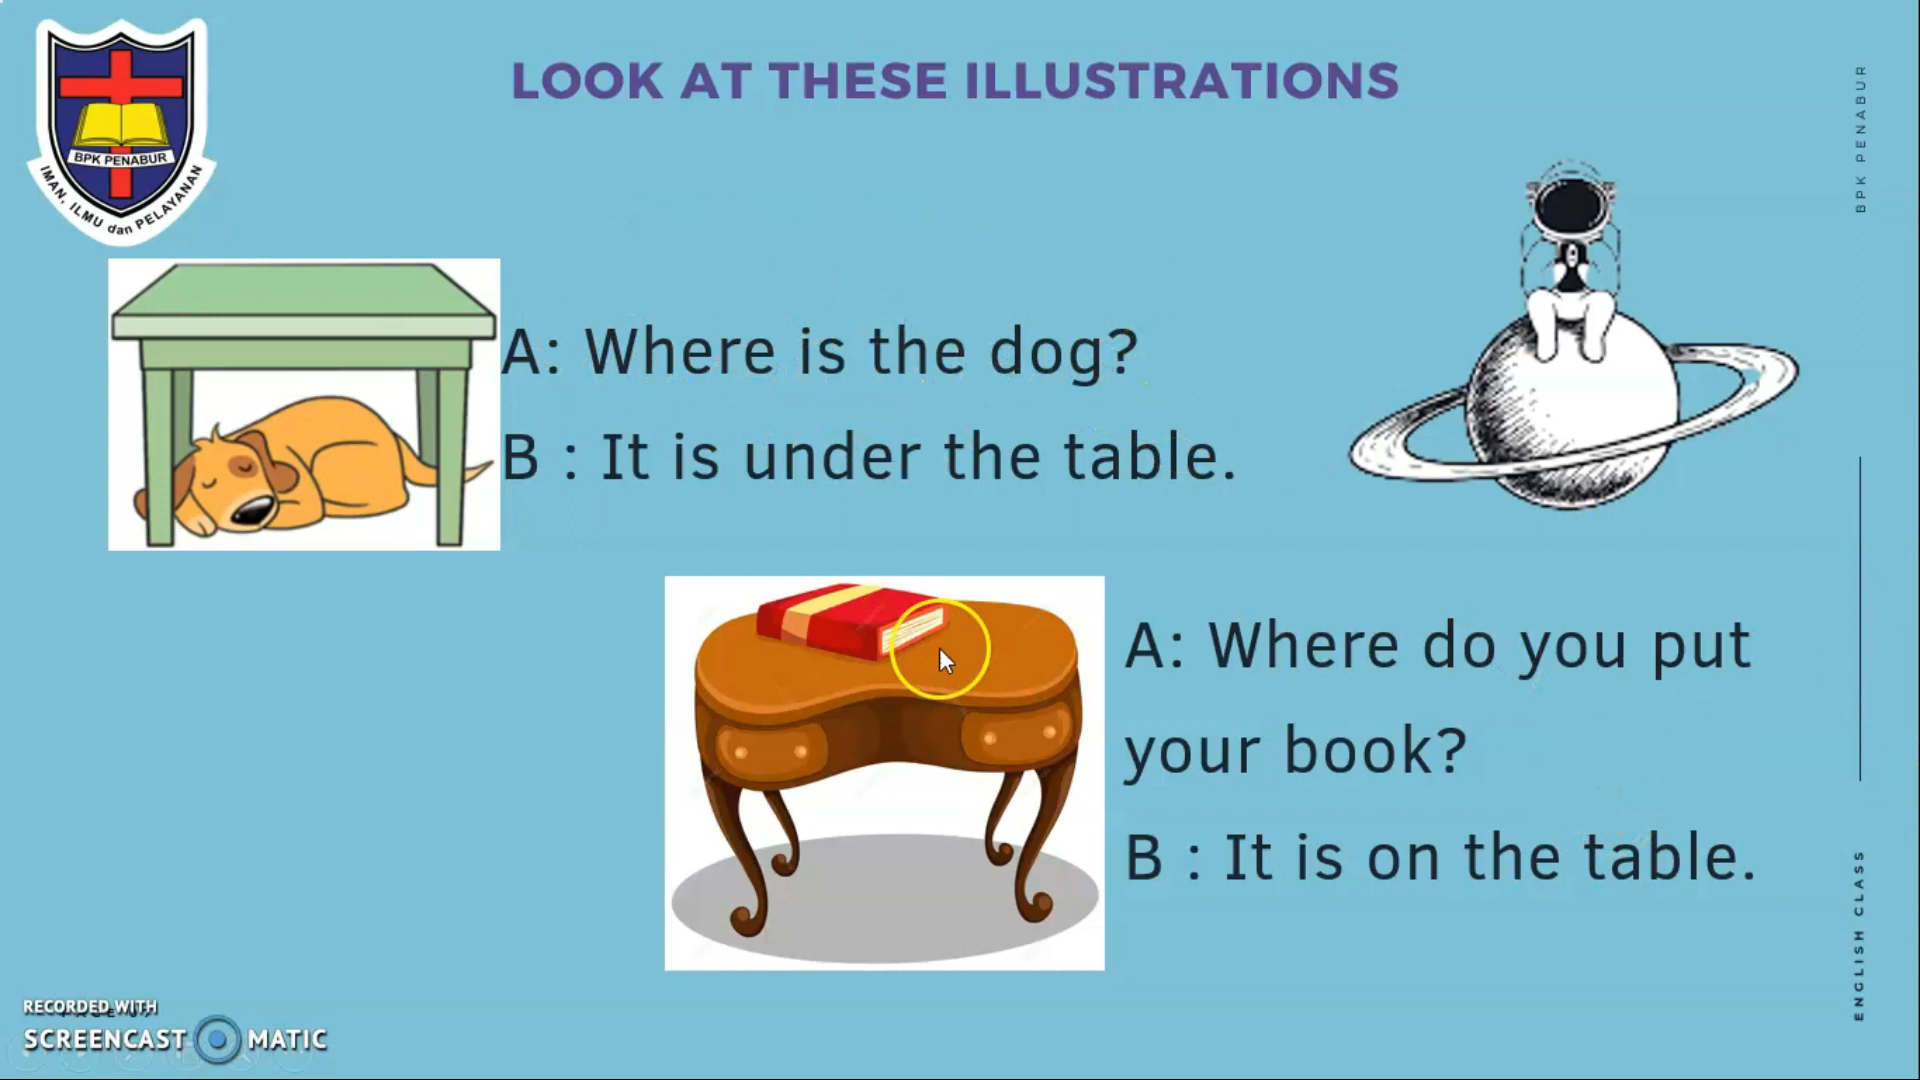 LOOK AT THESE ILLUSTRATIONS
BPK PENABUR
IMAN, ILMU dan PELAYANAN
BPK PENABUR
A: Where is the dog?
B : It is under the table.
A: Where do you put
your book?
B : It is on the table.
ENGLISH CLASS
RECORDED WITH
SCREENCAST MATIC